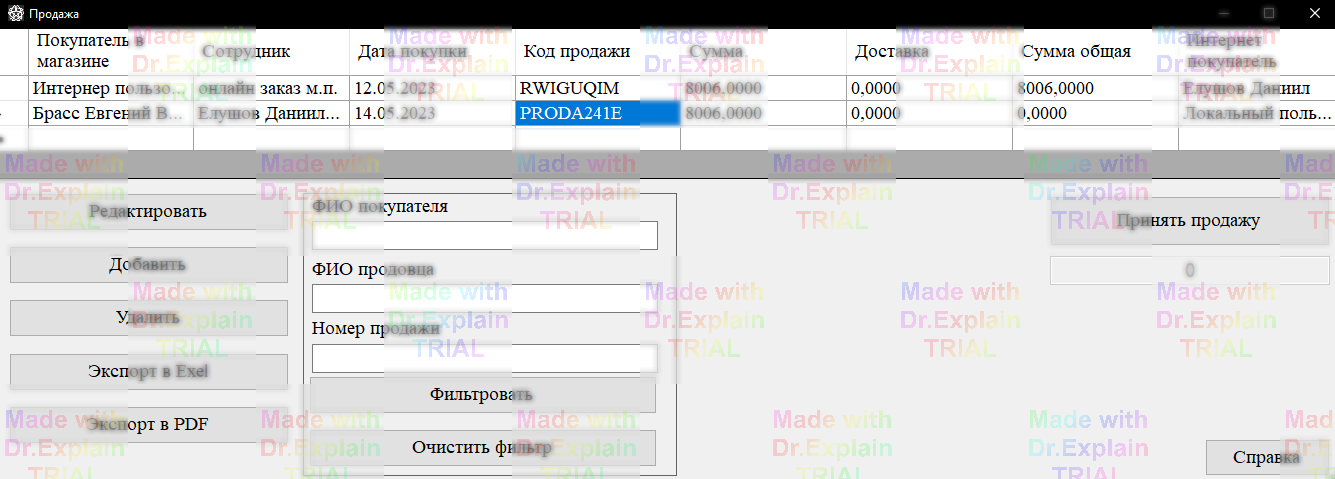 Продажа
Покупатель в
магазине
Сотрудник
Дата покупки
Код продажи
Сумма
Доставка
Сумма общая
Интернет
покупатель
Интернер пользо...
онлайн заказ м.п.
12.05.2023
RWIGUQIM
8006,0000
0,0000
8006,0000
Елушов Даниил
Брасс Евгений В...
Елушов Даниил...
14.05.2023
PRODA241E
8006,0000
0,0000
0,0000
Локальный поль...
Редактировать
Добавить
Удалить
Экспорт в Exel
Экспорт в PDF
ФИО покупателя
ФИО продовца
Номер продажи
Фильтровать
Очистить фильтр
Принять продажу
0
Справка
Made with
Dr.Explain
TRIAL